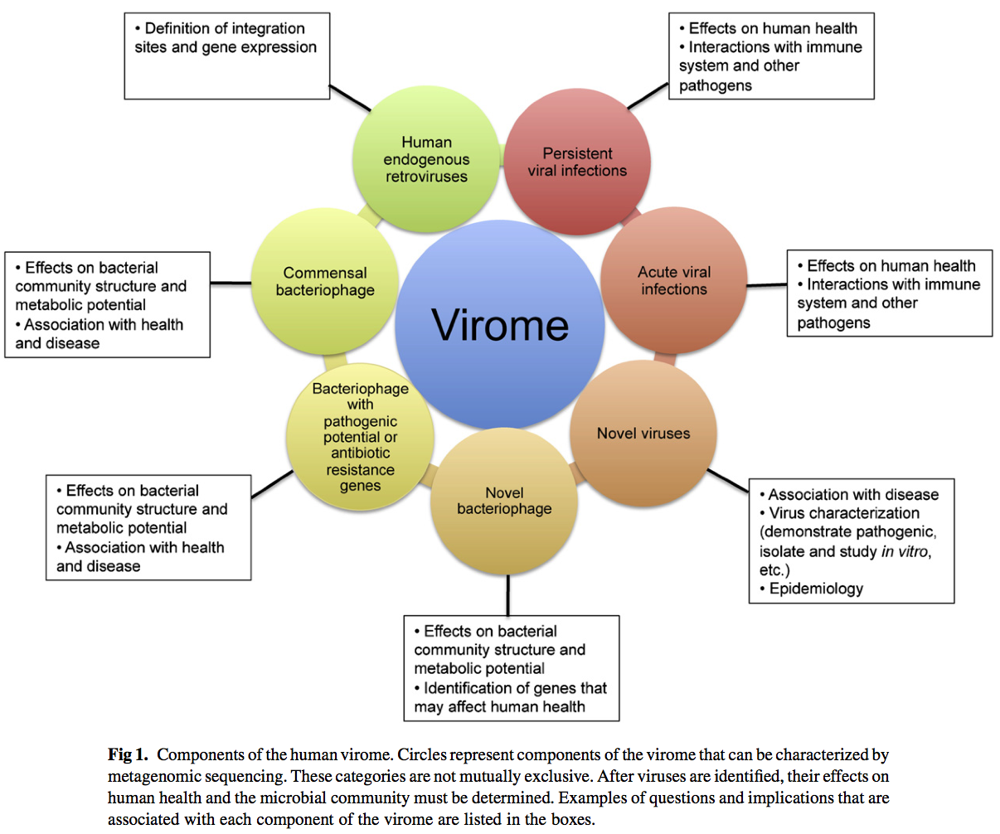 • Definition of integration
sites and gene expression
• Effects on human health
• Interactions with immune
system and other
pathogens
Human
endogenous
retroviruses
Persistent
viral infections
• Effects on bacterial
community structure and
metabolic potential
• Association with health
and disease
Commensal
bacteriophage
Virome
Acute viral
infections
• Effects on human health
• Interactions with immune
system and other
pathogens
Bacteriophage
with
pathogenic
potential or
antibiotic
resistance
genes
Novel viruses
Novel
bacteriophage
• Effects on bacterial
community structure and
metabolic potential
• Association with health
and disease
• Association with disease
• Virus characterization
(demonstrate pathogenic,
isolate and study in vitro,
etc.)
• Epidemiology
• Effects on bacterial
community structure and
metabolic potential
• Identification of genes that
may affect human health
Fig 1. Components of the human virome. Circles represent components of the virome that can be characterized by
metagenomic sequencing. These categories are not mutually exclusive. After viruses are identified, their effects on
human health and the microbial community must be determined. Examples of questions and implications that are
associated with each component of the virome are listed in the boxes.